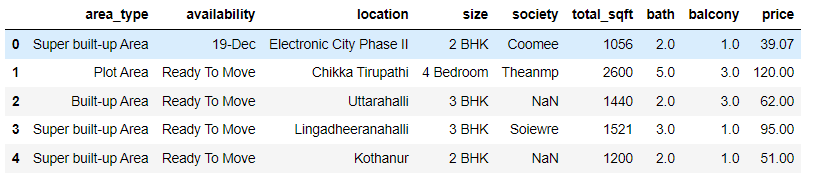 area_type availability location size society total_sqft bath balcony price
0 Super built-up Area 19-Dec Electronic City Phase II 2 BHK Coomee 1056 2.0 1.0 39.07
1 Plot Area Ready To Move Chikka Tirupathi 4 Bedroom Theanmp 2600 5.0 3.0 120.00
2 Built-up Area Ready To Move Uttarahalli 3 BHK NaN 1440 2.0 3.0 62.00
3 Super built-up Area Ready To Move Lingadheeranahalli 3 BHK Soiewre 1521 3.0 1.0 95.00
4 Super built-up Area Ready To Move Kothanur 2 BHK NaN 1200 2.0 1.0 51.00